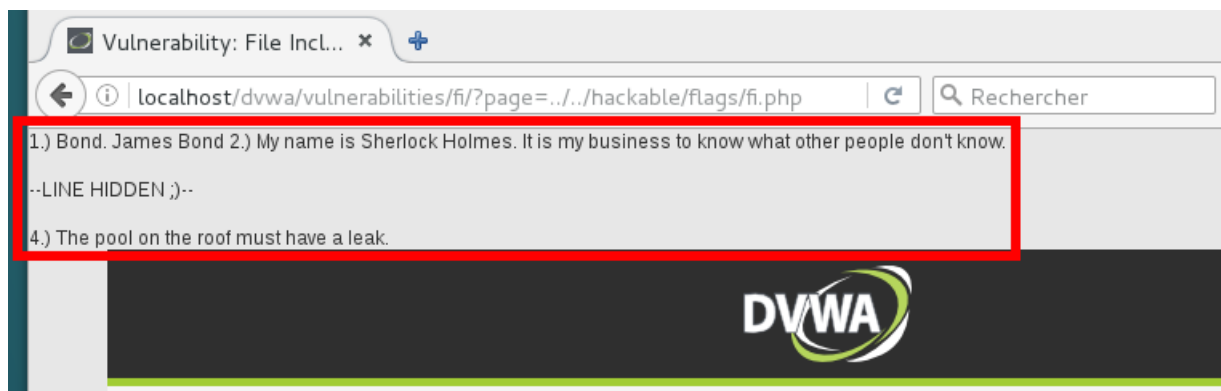 Vulnerability: File Incl...
localhost/dvwa/vulnerabilities/fi/?page=../../hackable/flags/fi.php
Rechercher
1.) Bond. James Bond 2.) My name is Sherlock Holmes. It is my business to know what other people don't know.
--LINE HIDDEN ;)--
4.) The pool on the roof must have a leak.
DVWA